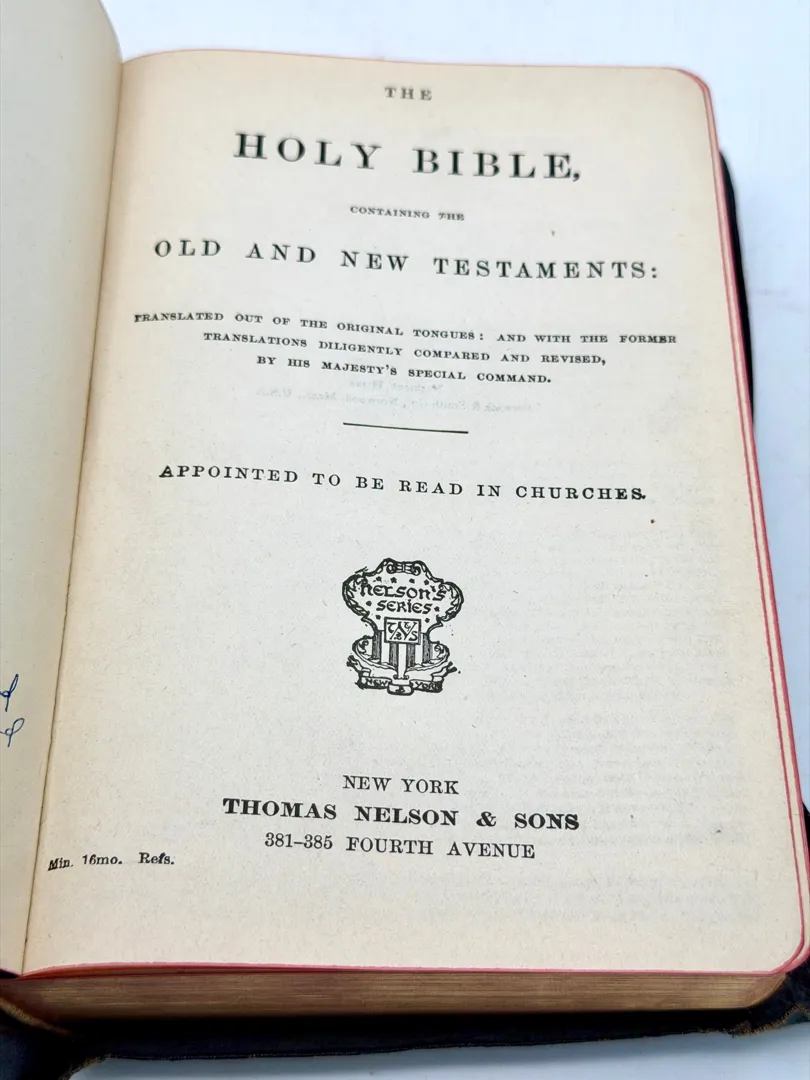 THE
HOLY BIBLE,
CONTAINING THE
OLD AND NEW TESTAMENTS:
TRANSLATED OUT OF THE ORIGINAL TONGUES: AND WITH THE FORMER
TRANSLATIONS DILIGENTLY COMPARED AND REVISED,
BY HIS MAJESTY'S SPECIAL COMMAND.
APPOINTED TO BE READ IN CHURCHES.
NELSON'S
SERIES
NEW YORK
NEW YORK
THOMAS NELSON & SONS
381–385 FOURTH AVENUE
Min. 16mo. Refs.